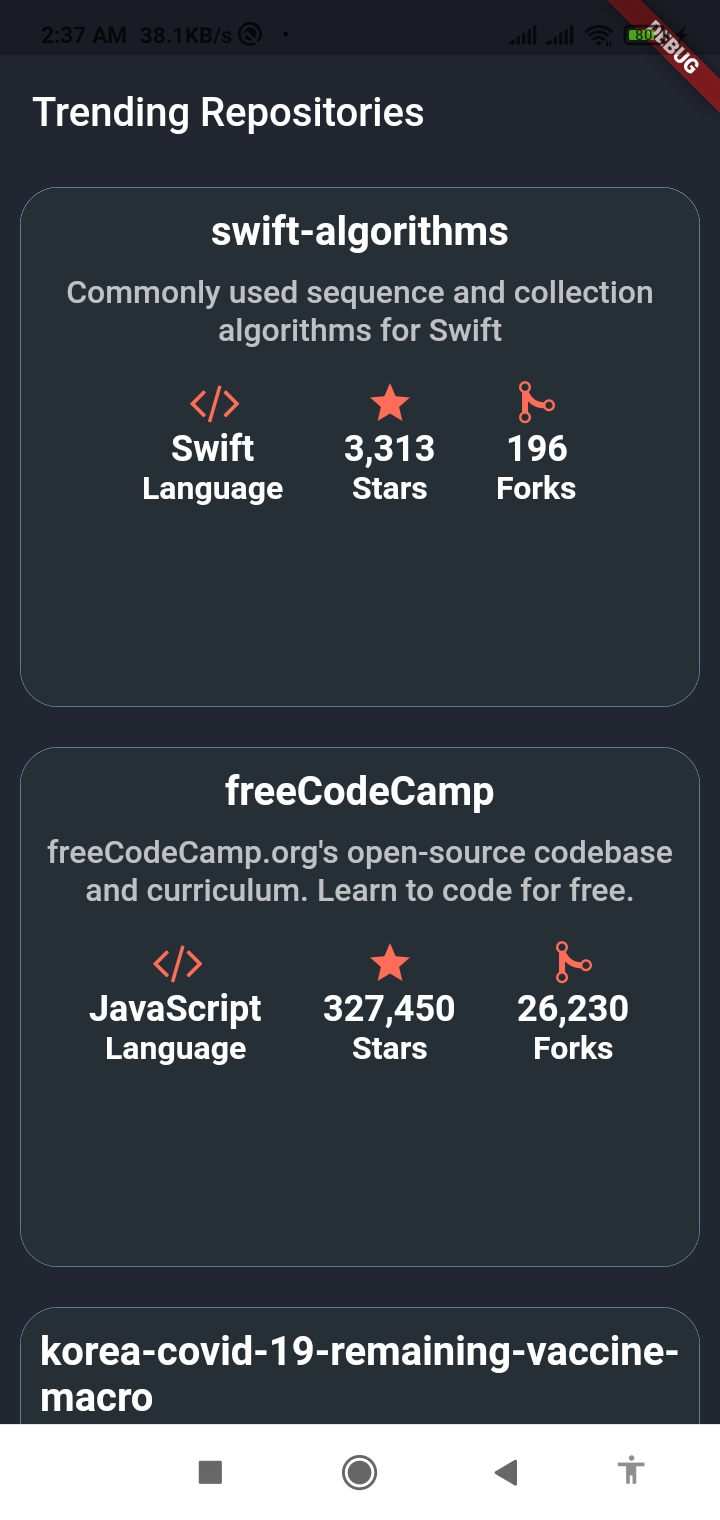 2:37 AM 38.1KB/s
80
DEBUG
Trending Repositories
swift-algorithms
Commonly used sequence and collection
algorithms for Swift
Swift 3,313 196
Language Stars Forks
freeCodeCamp
freeCodeCamp.org's open-source codebase
and curriculum. Learn to code for free.
JavaScript 327,450 26,230
Language Stars Forks
korea-covid-19-remaining-vaccine-
macro